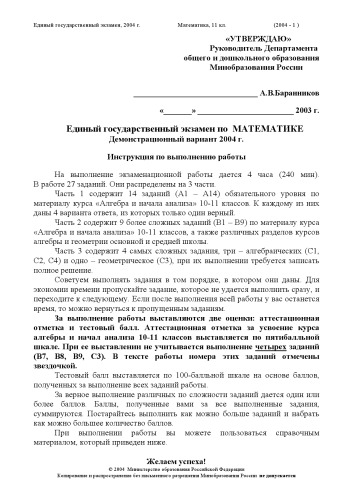 Единый государственный экзамен, 2004 г. Математика, 11 кл. (2004 - 1 )
«УТВЕРЖДАЮ»
Руководитель Департамента
общего и дошкольного образования
Минобразования России
______________________________ А.В.Баранников
«_______»________________________ 2003 г.
Единый государственный экзамен по МАТЕМАТИКЕ
Демонстрационный вариант 2004 г.
Инструкция по выполнению работы
На выполнение экзаменационной работы дается 4 часа (240 мин).
В работе 27 заданий. Они распределены на 3 части.
Часть 1 содержит 14 заданий (А1 – А14) обязательного уровня по
материалу курса «Алгебра и начала анализа» 10-11 классов. К каждому из них
даны 4 варианта ответа, из которых только один верный.
Часть 2 содержит 9 более сложных заданий (В1 – В9) по материалу курса
«Алгебра и начала анализа» 10-11 классов, а также различных разделов курсов
алгебры и геометрии основной и средней школы.
Часть 3 содержит 4 самых сложных задания, три – алгебраических (С1,
С2, С4) и одно – геометрическое (С3), при их выполнении требуется записать
полное решение.
Советуем выполнять задания в том порядке, в котором они даны. Для
экономии времени пропускайте задание, которое не удается выполнить сразу, и
переходите к следующему. Если после выполнения всей работы у вас останется
время, то можно вернуться к пропущенным заданиям.
За выполнение работы выставляются две оценки: аттестационная
отметка и тестовый балл. Аттестационная отметка за усвоение курса
алгебры и начал анализа 10-11 классов выставляется по пятибалльной
шкале. При ее выставлении не учитывается выполнение четырех заданий
(В7, В8, В9, С3). В тексте работы номера этих заданий отмечены
звездочкой.
Тестовый балл выставляется по 100-балльной шкале на основе баллов,
полученных за выполнение всех заданий работы.
За верное выполнение различных по сложности заданий дается один или
более баллов. Баллы, полученные вами за все выполненные задания,
суммируются. Постарайтесь выполнить как можно больше заданий и набрать
как можно большее количество баллов.
При выполнении работы вы можете пользоваться справочным
материалом, который приведен ниже.
Желаем успеха!
© 2004 Министерство образования Российской Федерации
Копирование и распространение без письменного разрешения Минобразования России не допускается